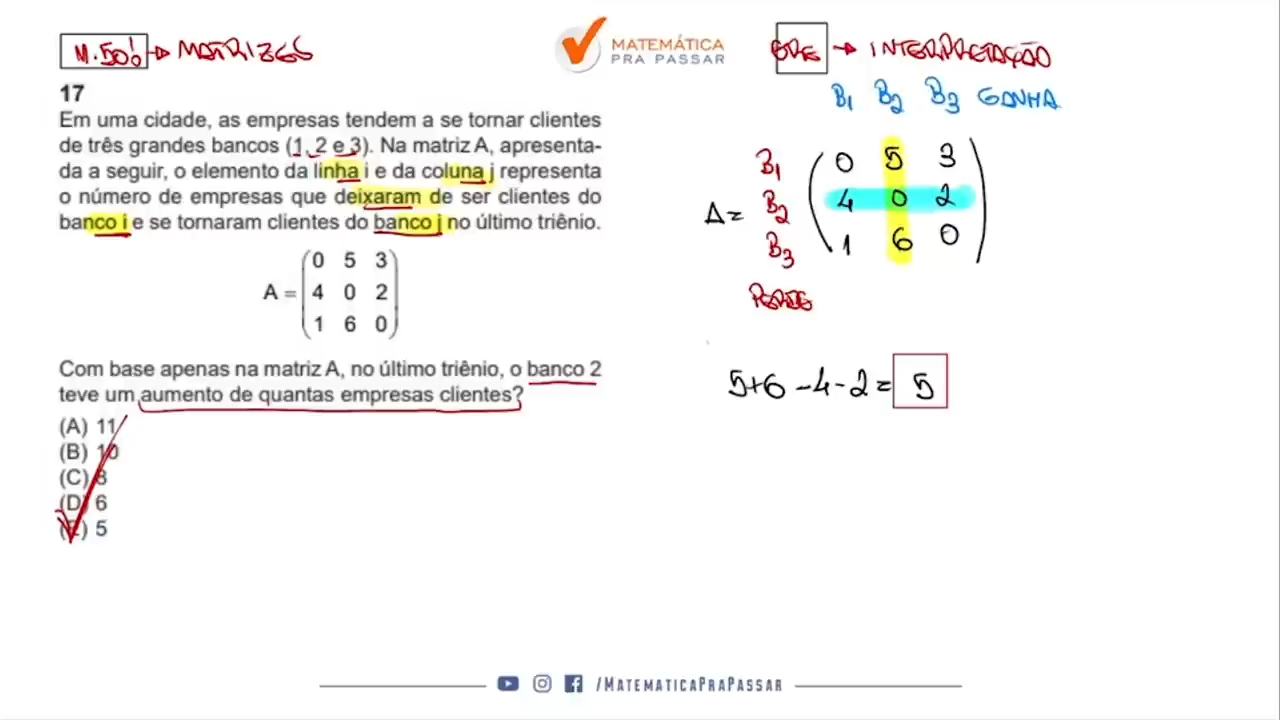 M.501 → MATRIZES
MATEMÁTICA
PRA PASSAR
→ INTERPRETAÇÃO
17
Em uma cidade, as empresas tendem a se tornar clientes
de três grandes bancos (1, 2 e 3). Na matriz A, apresenta-
da a seguir, o elemento da linha i e da coluna j representa
o número de empresas que deixaram de ser clientes do
banco i e se tornaram clientes do banco j no último triênio.
A =
0 5 3
4 0 2
1 6 0
Com base apenas na matriz A, no último triênio, o banco 2
teve um aumento de quantas empresas clientes?
(A) 11
(B) 10
(C) 8
(D) 6
(E) 5
B1 B2 B3 GANHA
A =
B1 0 5 3
B2 4 0 2
B3 1 6 0
PERDE
5+6-4-2= 5
/MATEMATICAPRAPASSAR